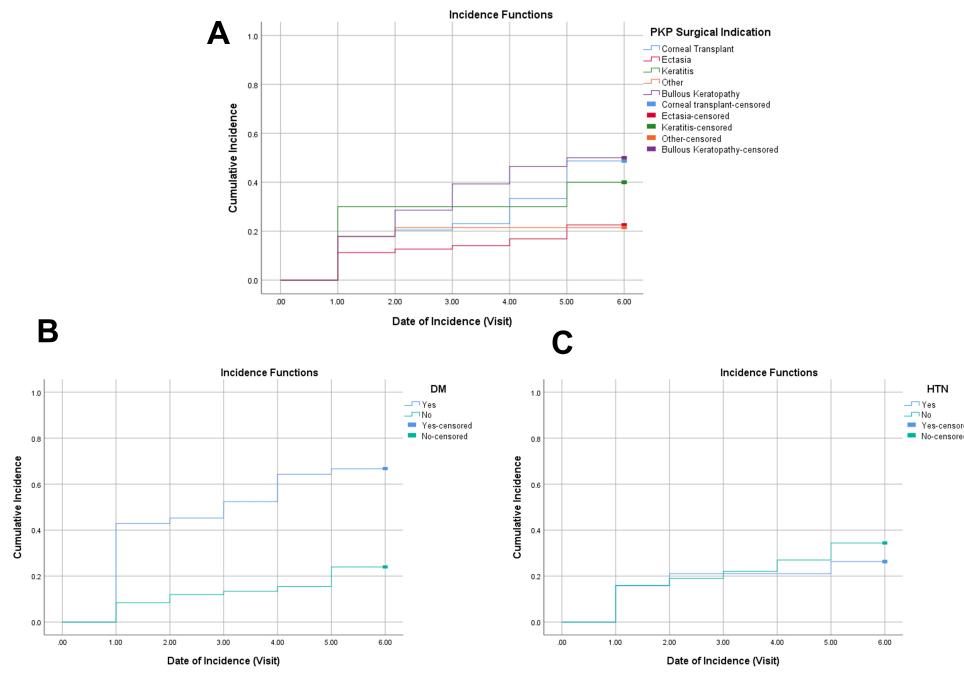 A
Incidence Functions
PKP Surgical Indication
Corneal Transplant
Ectasia
Keratitis
Other
Bullous Keratopathy
Corneal transplant-censored
Ectasia-censored
Keratitis-censored
Other-censored
Bullous Keratopathy-censored
Cumulative Incidence
1.0
0.8
0.6
0.4
0.2
0.0
.00 1.00 2.00 3.00 4.00 5.00 6.00
Date of Incidence (Visit)
B
Incidence Functions
DM
Yes
No
Yes-censored
No-censored
Cumulative Incidence
1.0
0.8
0.6
0.4
0.2
0.0
.00 1.00 2.00 3.00 4.00 5.00 6.00
Date of Incidence (Visit)
C
Incidence Functions
HTN
Yes
No
Yes-censored
No-censored
Cumulative Incidence
1.0
0.8
0.6
0.4
0.2
0.0
.00 1.00 2.00 3.00 4.00 5.00 6.00
Date of Incidence (Visit)